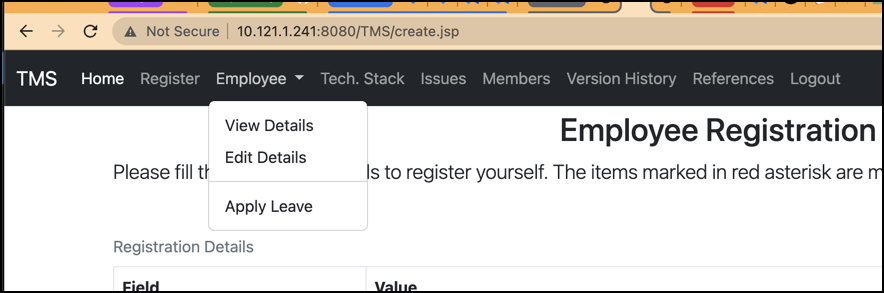 Not Secure | 10.121.1.241:8080/TMS/create.jsp
TMS Home Register Employee Tech. Stack Issues Members Version History References Logout
View Details
Edit Details
Apply Leave
Employee Registration
Please fill th ls to register yourself. The items marked in red asterisk are m
Registration Details
Field Value